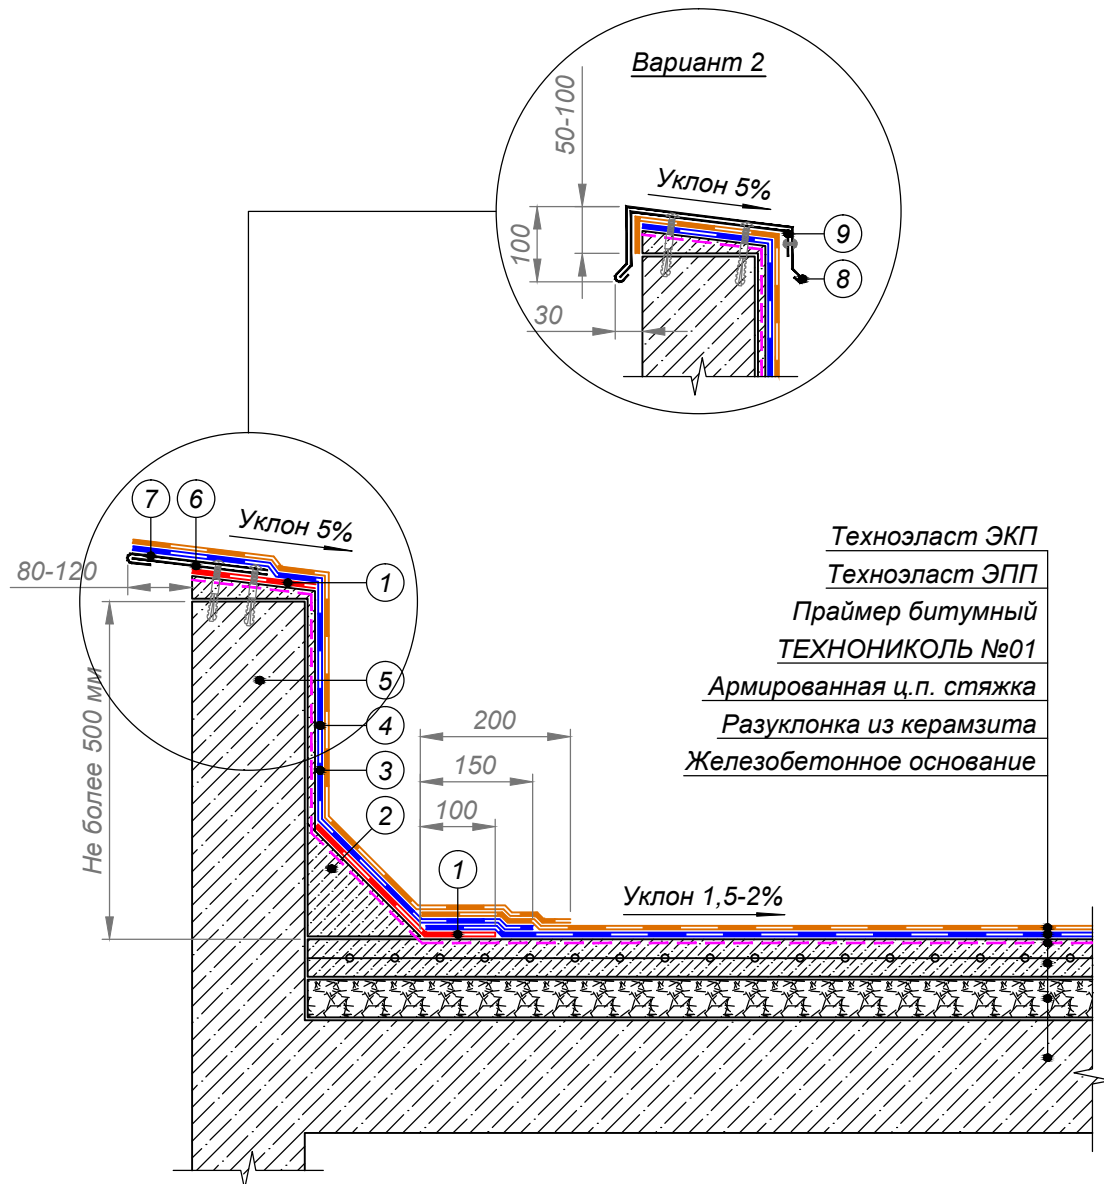 Вариант 2
50-100
Уклон 5%
100
9
8
30
7
6
Уклон 5%
80-120
1
Техноэласт ЭКП
Техноэласт ЭПП
Праймер битумный
ТЕХНОНИКОЛЬ №01
Армированная ц.п. стяжка
Разуклонка из керамзита
Железобетонное основание
Не более 500 мм
5
4
3
2
200
150
100
1
Уклон 1,5-2%